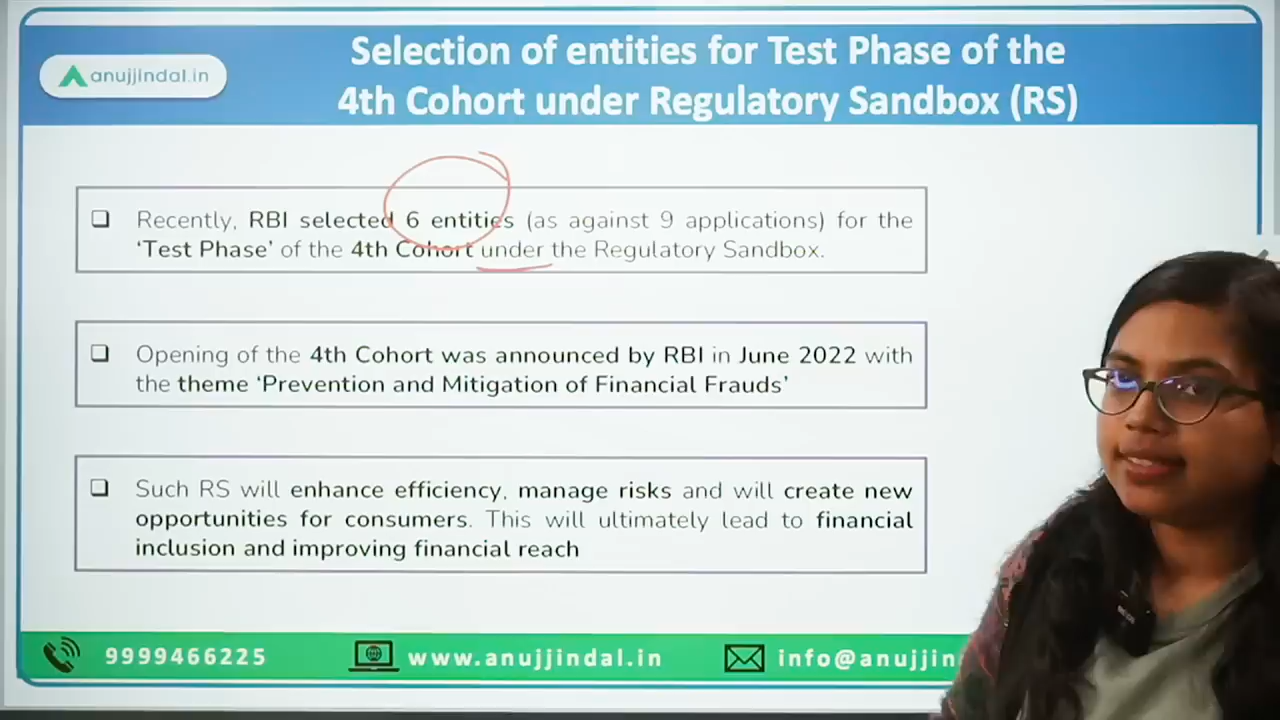 Selection of entities for Test Phase of the
anujjindal.in
4th Cohort under Regulatory Sandbox (RS)
Recently, RBI selected 6 entities (as against 9 applications) for the
‘Test Phase’ of the 4th Cohort under the Regulatory Sandbox.
Opening of the 4th Cohort was announced by RBI in June 2022 with
the theme ‘Prevention and Mitigation of Financial Frauds’
Such RS will enhance efficiency, manage risks and will create new
opportunities for consumers. This will ultimately lead to financial
inclusion and improving financial reach
9999466225 www.anujjindal.in info@anujjin